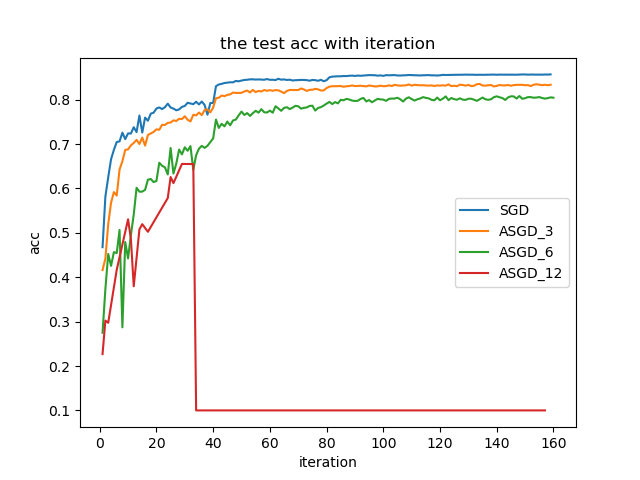 the test acc with iteration
acc
0.8
0.7
0.6
0.5
0.4
0.3
0.2
0.1
SGD
ASGD_3
ASGD_6
ASGD_12
0 20 40 60 80 100 120 140 160
iteration